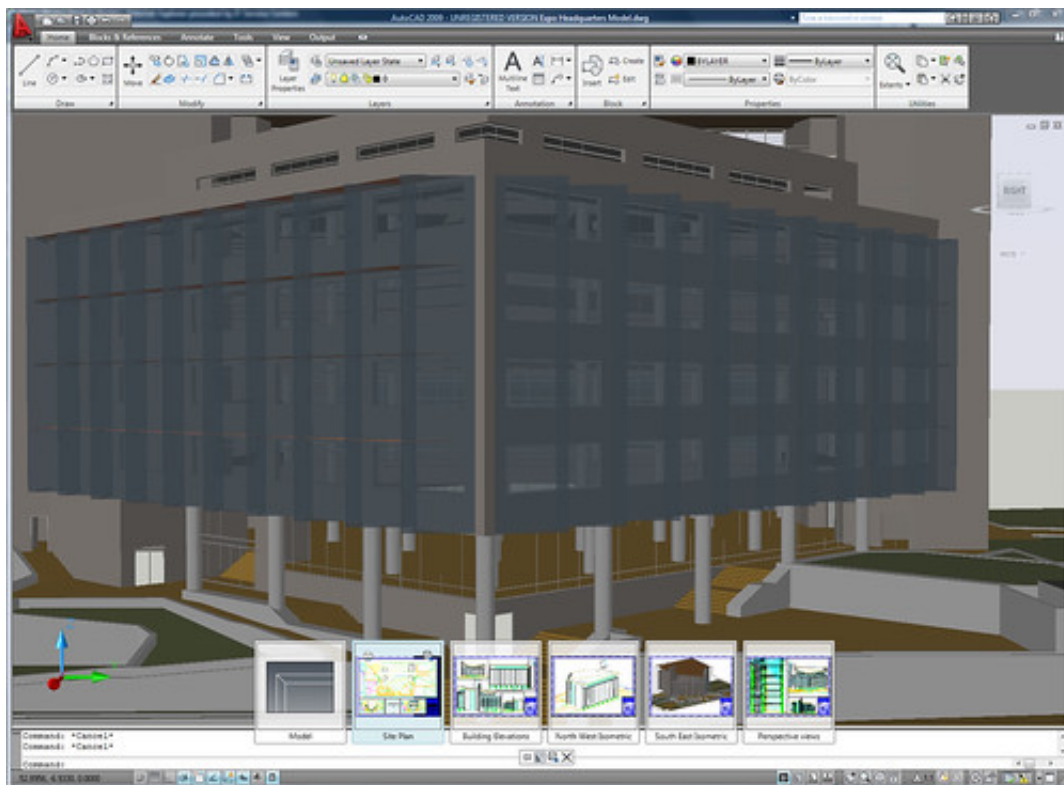 AutoCAD 2009 - UNREGISTERED VERSION Expo Headquarters Model.dwg
Home Blocks & References Annotate Tools View Output
Line
Move
Layer Properties
Unsaved Layer State
0
Multiline Text
Insert
Create
Edit
BYLAYER
ByLayer
ByLayer
ByColor
Extents
Draw Modify Layers Annotation Block Properties Utilities
RIGHT
Model Site Plan Building Elevations North West Isometric South East Isometric Perspective views
Command: *Cancel*
Command: *Cancel*
Command: